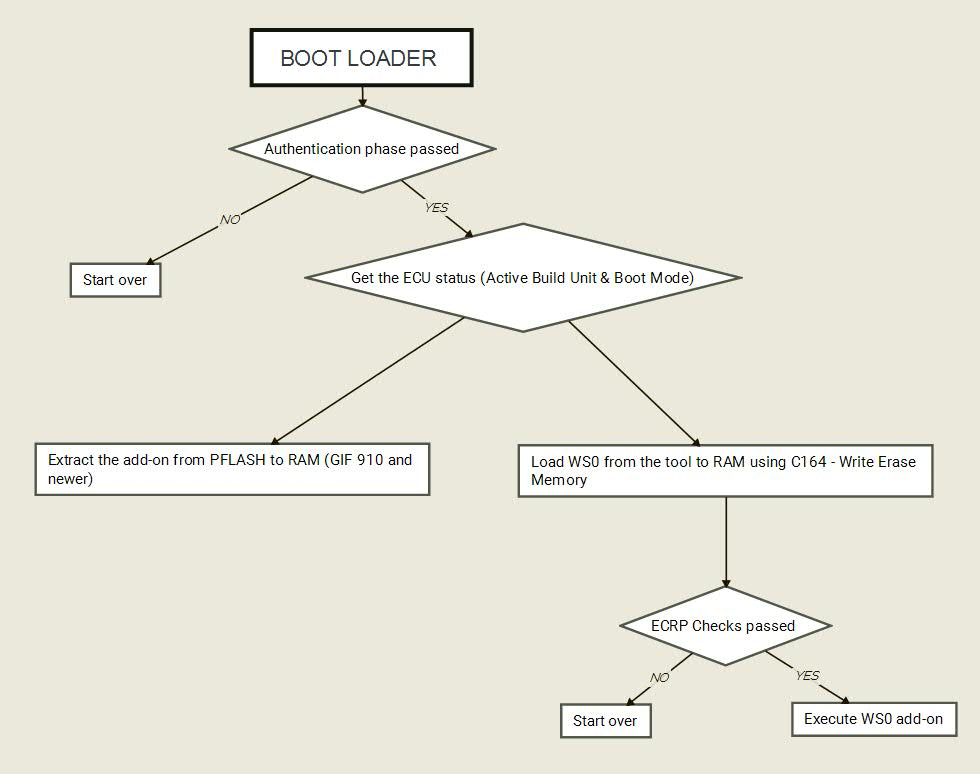 BOOT LOADER
Authentication phase passed
NO
YES
Start over
Get the ECU status (Active Build Unit & Boot Mode)
Extract the add-on from PFLASH to RAM (GIF 910 and
newer)
Load WS0 from the tool to RAM using C164 - Write Erase
Memory
ECRP Checks passed
NO
YES
Start over
Execute WS0 add-on